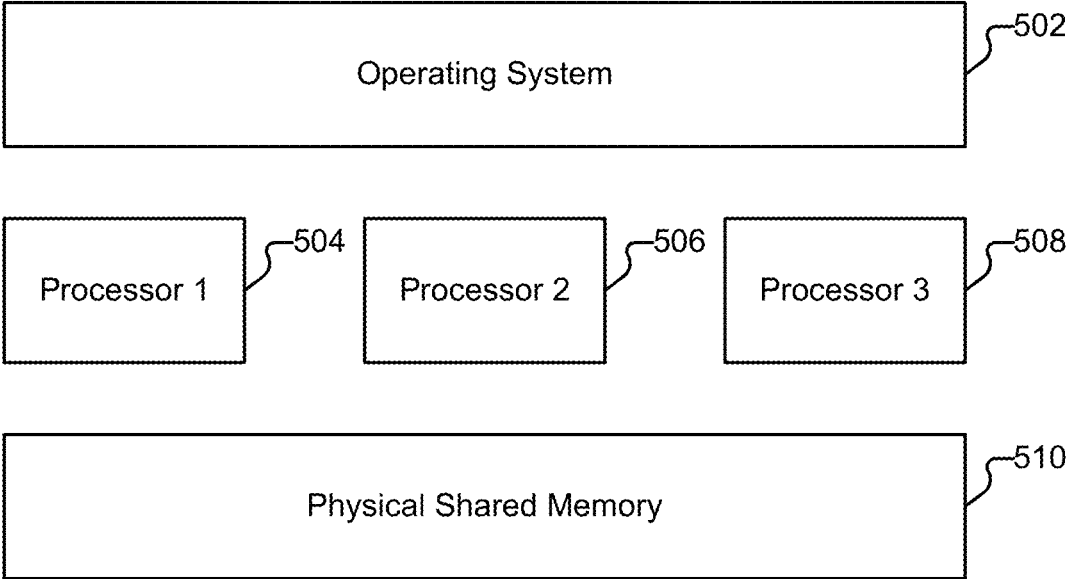 502
Operating System
504
506
508
Processor 1
Processor 2
Processor 3
510
Physical Shared Memory